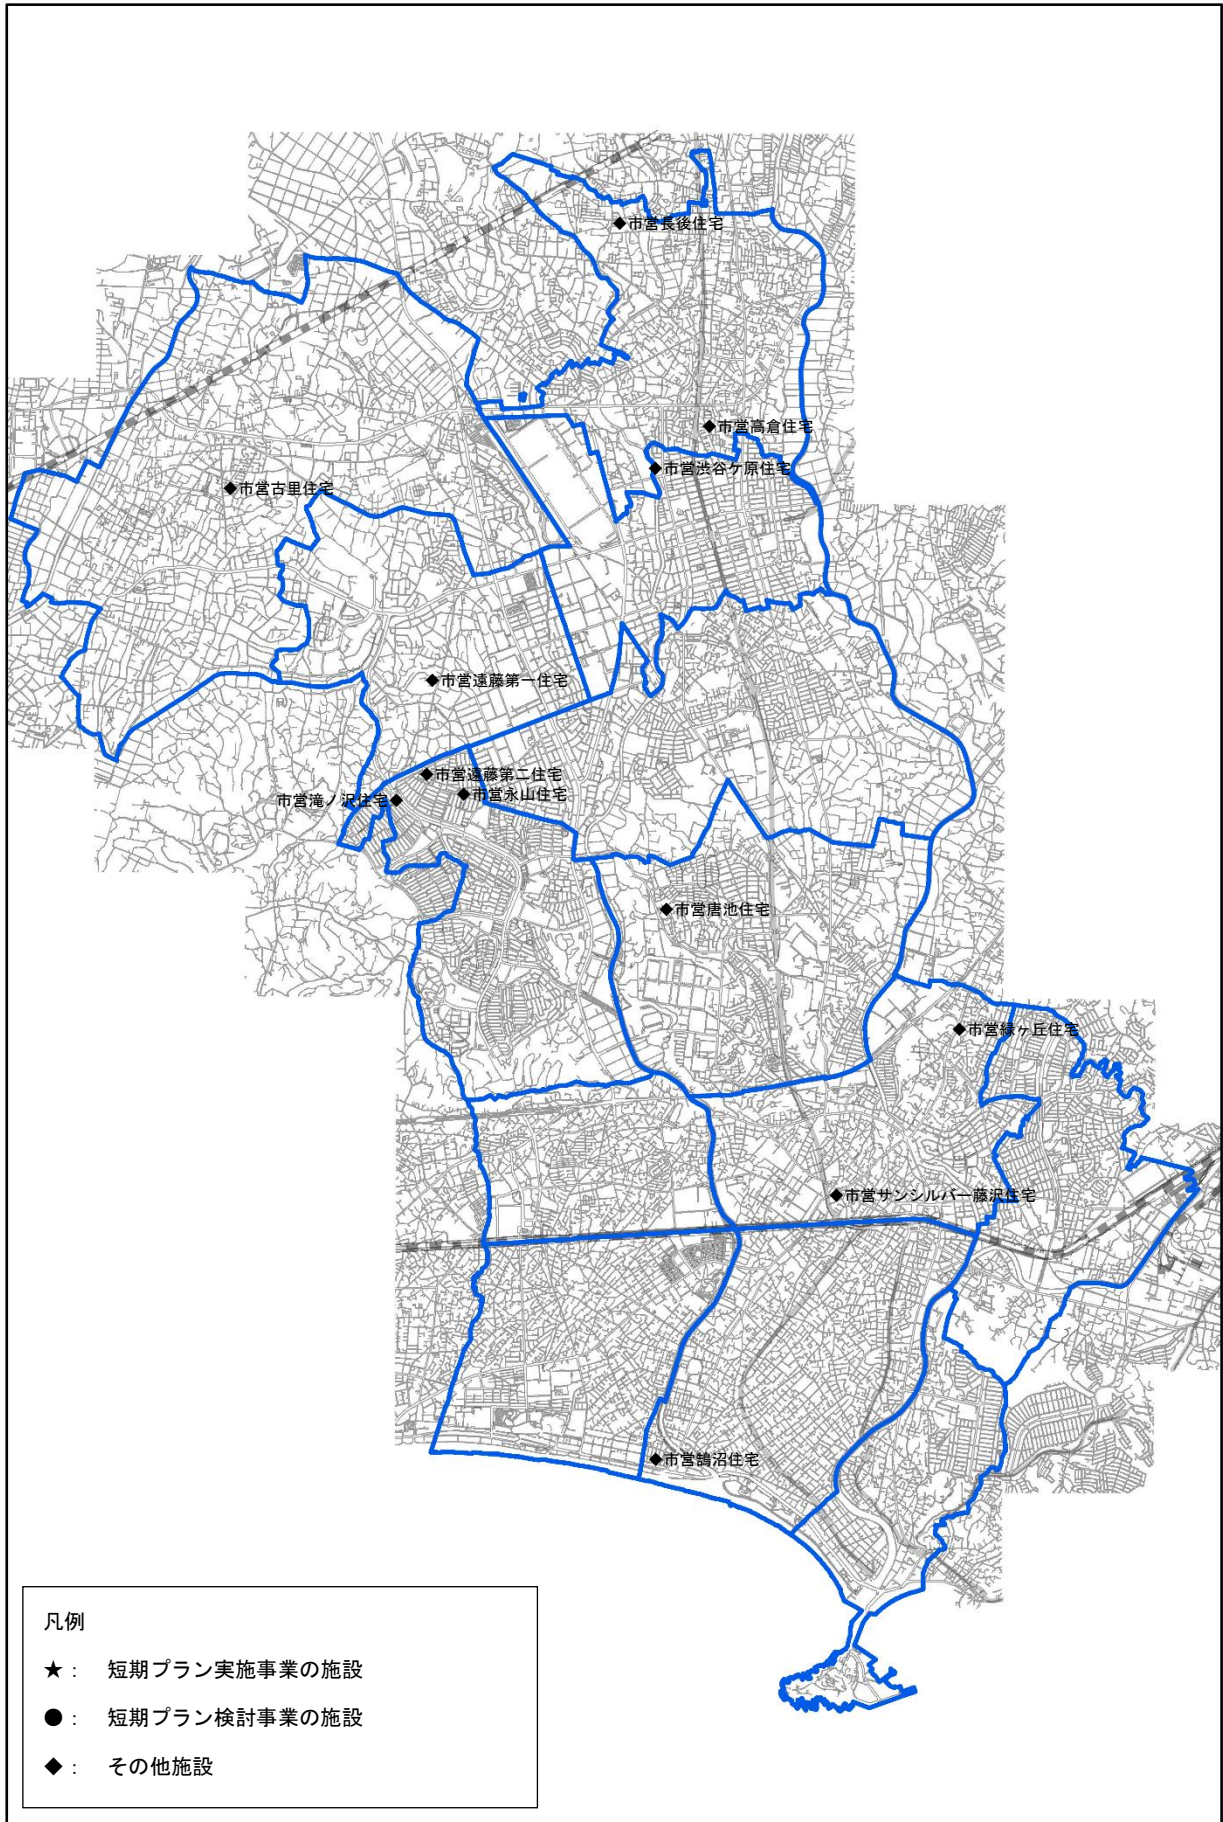 ◆市営長後住宅
◆市営高倉住宅
◆市営渋谷ケ原住宅
◆市営古里住宅
◆市営遠藤第一住宅
◆市営遠藤第二住宅
◆市営永山住宅
市営滝ノ沢住宅◆
◆市営唐池住宅
◆市営緑ヶ丘住宅
◆市営サンシルバー藤沢住宅
◆市営鵠沼住宅
凡例
★： 短期プラン実施事業の施設
●： 短期プラン検討事業の施設
◆： その他施設